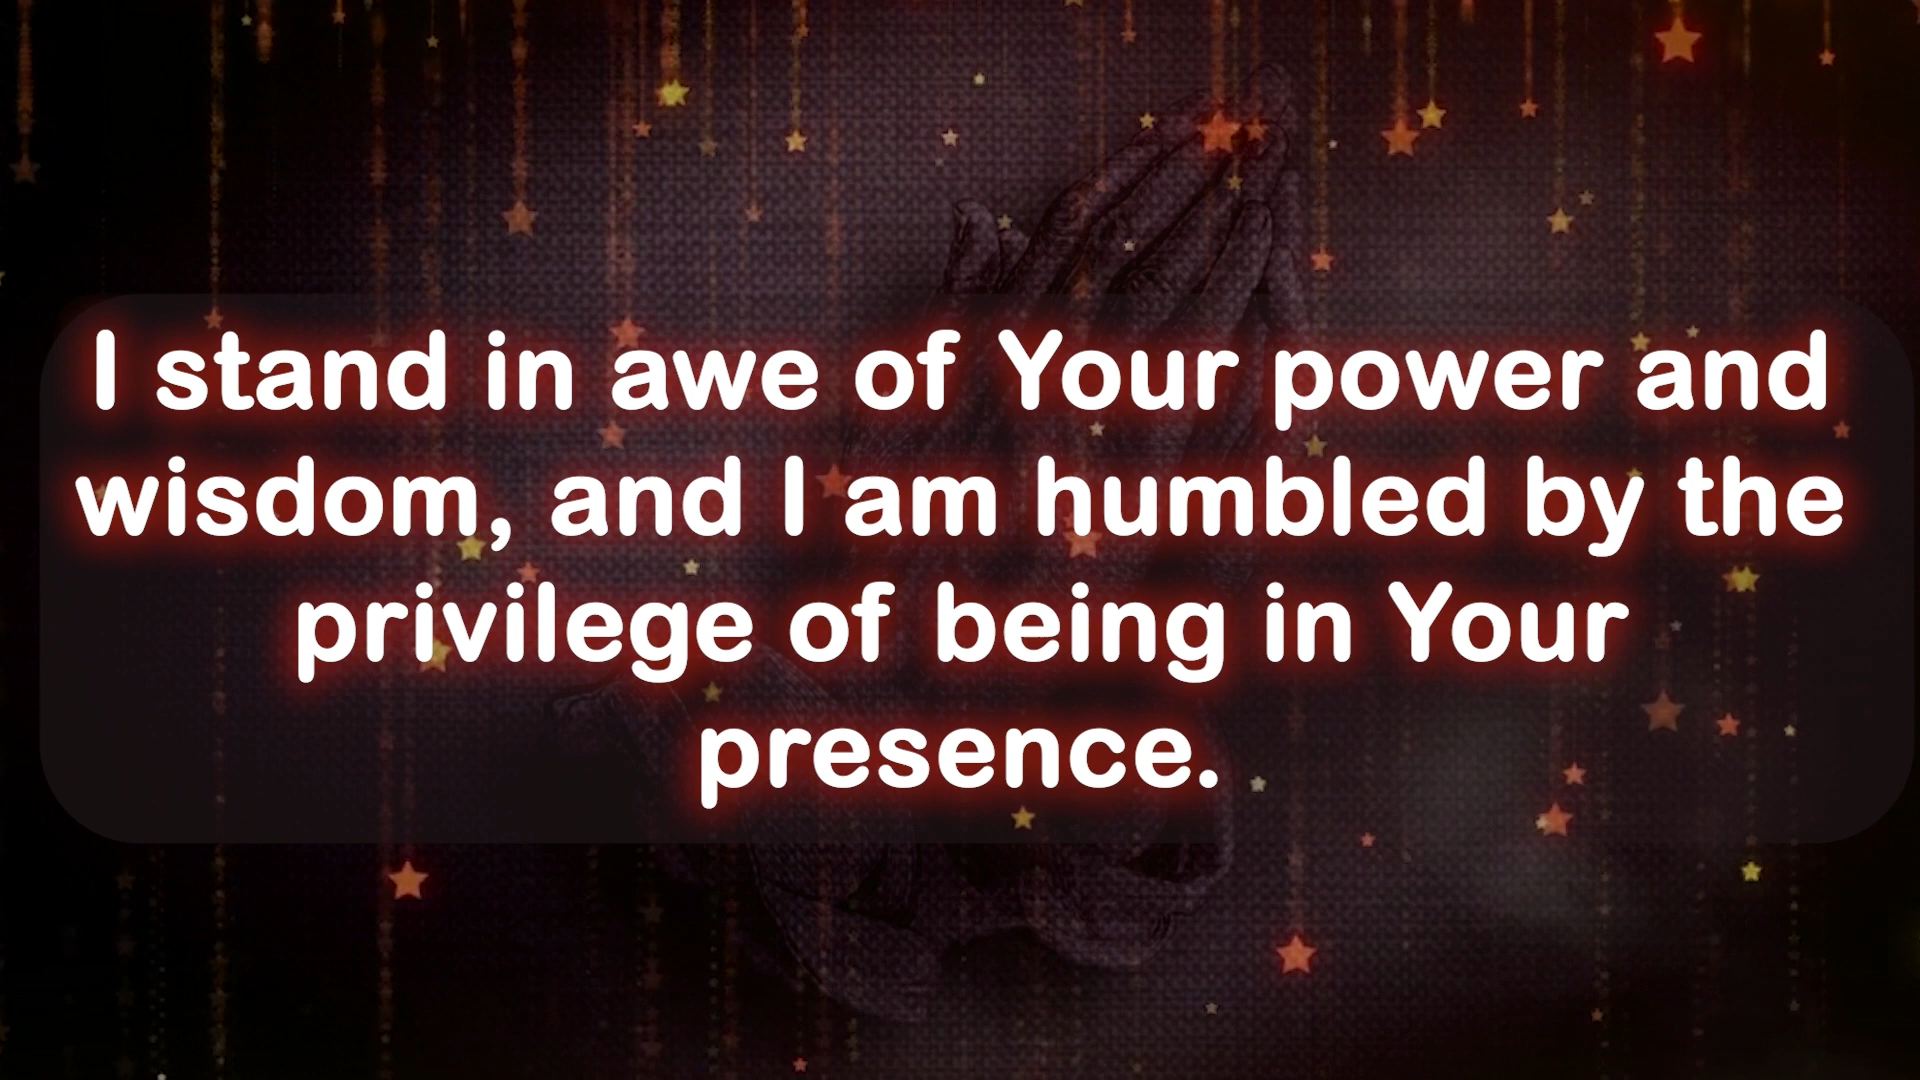 I stand in awe of Your power and
wisdom, and I am humbled by the
privilege of being in Your
presence.